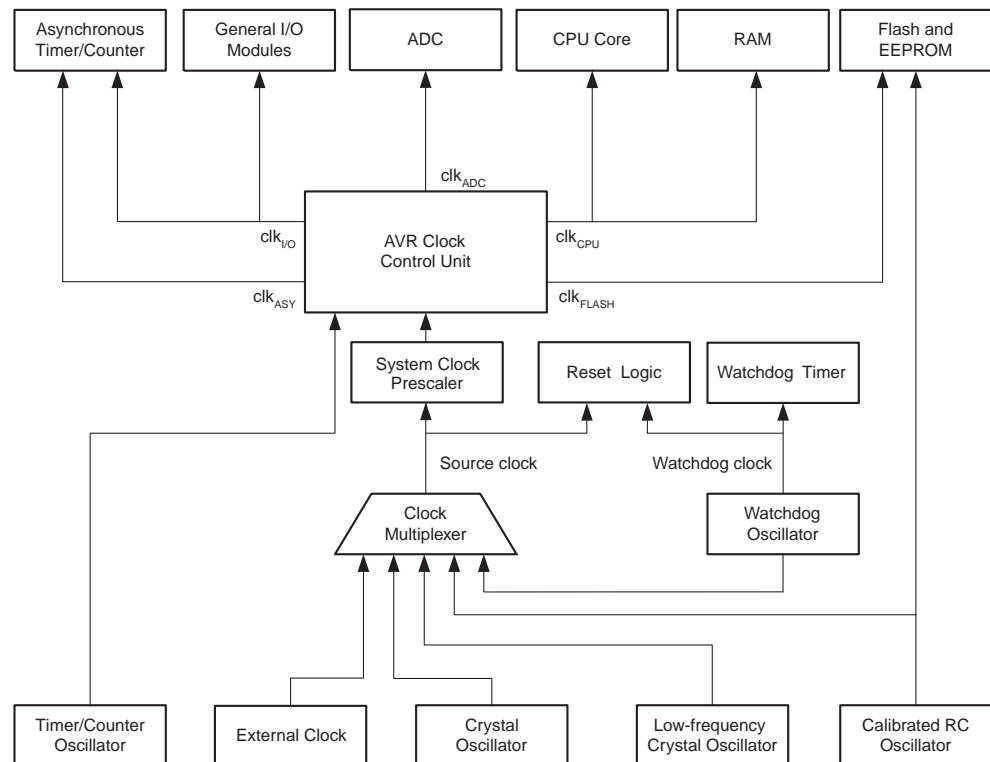 Asynchronous
Timer/Counter
General I/O
Modules
ADC
CPU Core
RAM
Flash and
EEPROM
clkADC
clkI/O
AVR Clock
Control Unit
clkCPU
clkASY
clkFLASH
System Clock
Prescaler
Reset Logic
Watchdog Timer
Source clock
Watchdog clock
Clock
Multiplexer
Watchdog
Oscillator
Timer/Counter
Oscillator
External Clock
Crystal
Oscillator
Low-frequency
Crystal Oscillator
Calibrated RC
Oscillator